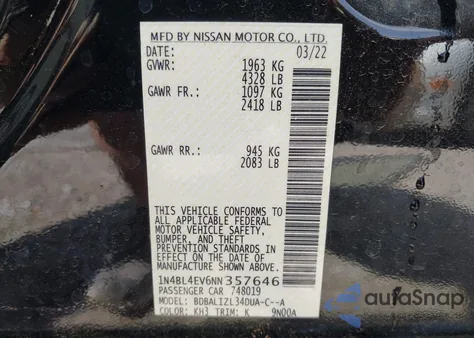 MFD BY NISSAN MOTOR CO., LTD.
DATE: 03/22
GVWR: 1963 KG
4328 LB
GAWR FR.: 1097 KG
2418 LB
GAWR RR.: 945 KG
2083 LB
THIS VEHICLE CONFORMS TO
ALL APPLICABLE FEDERAL
MOTOR VEHICLE SAFETY,
BUMPER, AND THEFT
PREVENTION STANDARDS
IN EFFECT ON THE DATE
OF MANUFACTURE SHOWN ABOVE.
1N4BL4EV6NN357646
PASSENGER CAR 748019
MODEL: BDBALIZL34DUA-C--A
COLOR: KH3 TRIM: K 9N00A
autoSnap